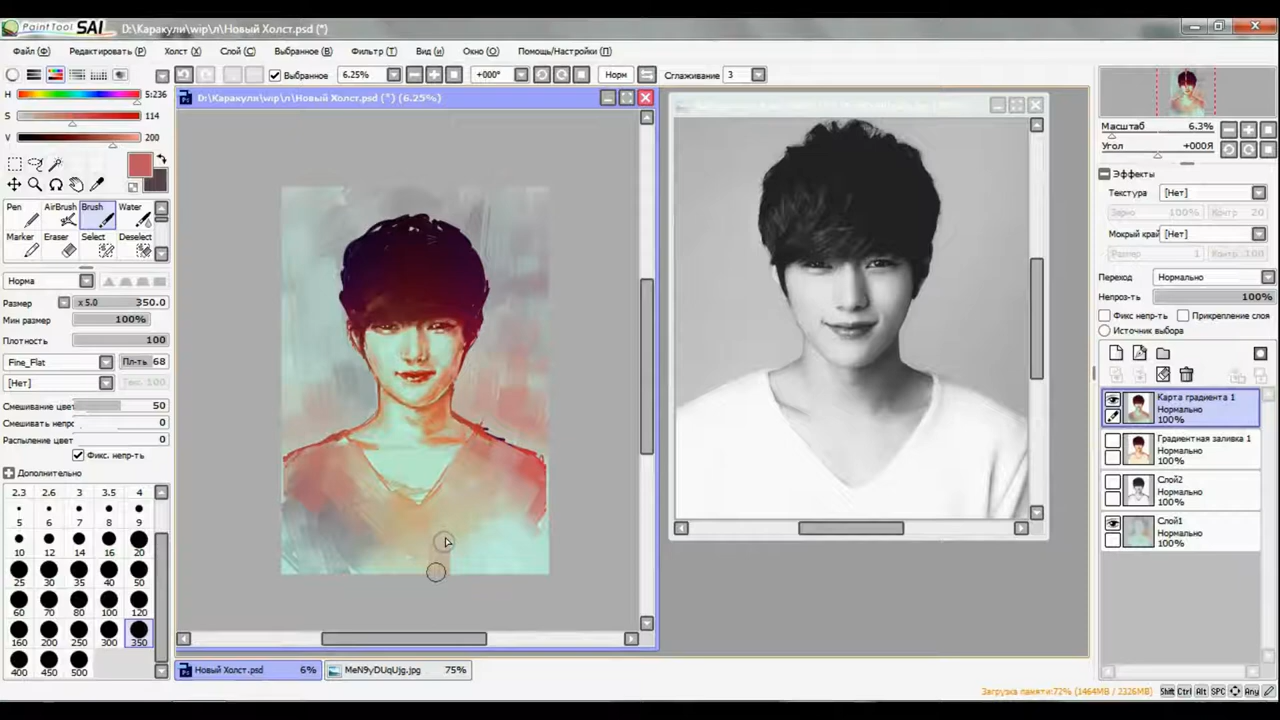 PaintTool SAI D:\Каракули\wip\л\Новый Холст.psd (*)
Файл (Ф) Редактировать (Р) Холст (Х) Слой (С) Выбранное (В) Фильтр (Т) Вид (и) Окно (О) Помощь/Настройки (П)
Выбранное 6.25% +000° Норм Сглаживание 3
H 5:236
S 114
V 200
D:\Каракули\wip\л\Новый Холст.psd (*) (6.25%)
Масштаб 6.3%
Угол +000Я
Эффекты
Текстура [Нет]
Зерно 100% Контр 20
Мокрый край [Нет]
Размер 1 Контр 100
Переход Нормально
Непроз-ть 100%
Фикс непр-ть Прикрепление слоя
Источник выбора
Pen AirBrush Brush Water
Marker Eraser Select Deselect
Норма
Размер x 5.0 350.0
Мин размер 100%
Плотность 100
Fine_Flat Пл-ть 68
[Нет] Тек. 100
Смешивание цвет 50
Смешивать непро 0
Распыление цвет 0
Фикс. непр-ть
Дополнительно
2.3 2.6 3 3.5 4
5 6 7 8 9
10 12 14 16 20
25 30 35 40 50
60 70 80 100 120
160 200 250 300 350
400 450 500
Карта градиента 1
Нормально
100%
Градиентная заливка 1
Нормально
100%
Слой2
Нормально
100%
Слой1
Нормально
100%
Новый Холст.psd 6% MeN9yDUqUjg.jpg 75%
Загрузка памяти:72% (1464MB / 2326MB) Shift Ctrl Alt SPC Any